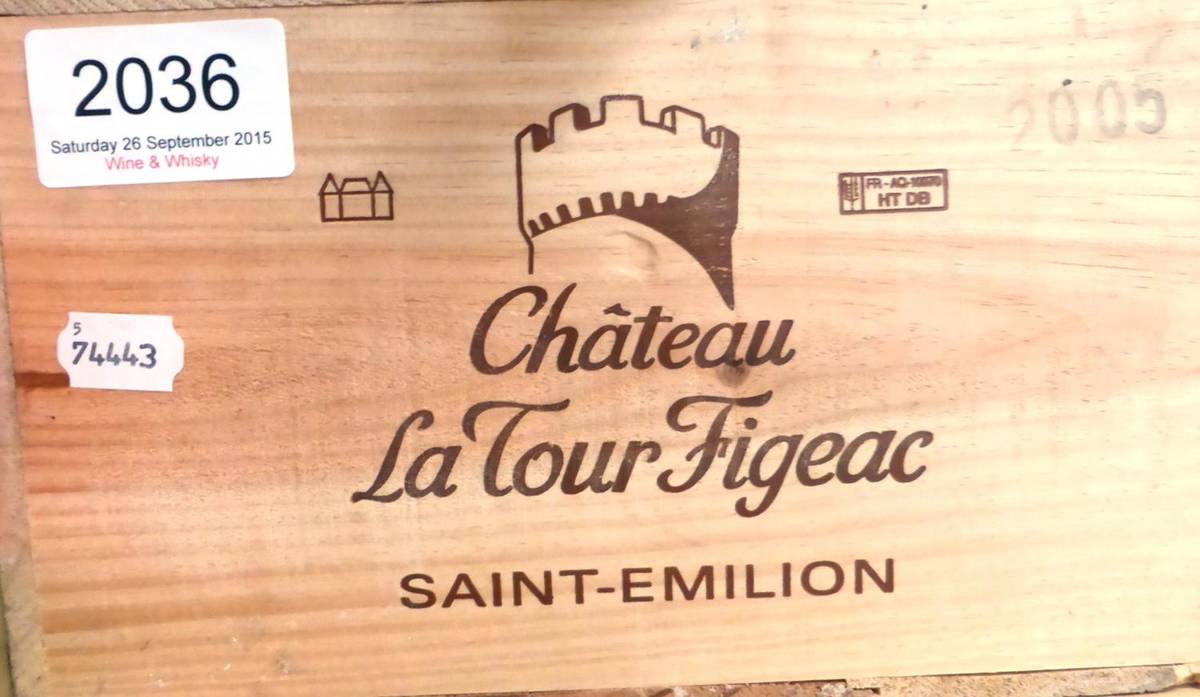 2036
Saturday 26 September 2015
Wine & Whisky
2005
HT DB
5
74443
Château
La Tour Figeac
SAINT-EMILION